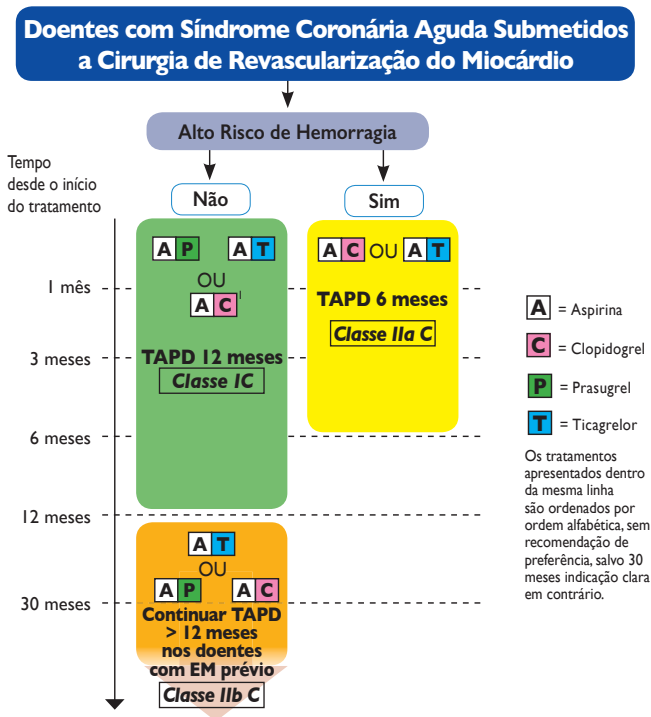 Doentes com Síndrome Coronária Aguda Submetidos
a Cirurgia de Revascularização do Miocárdio
Alto Risco de Hemorragia
Tempo
desde o início
do tratamento
Não
Sim
A P A T
OU
A C 1
TAPD 12 meses
Classe IC
A C OU A T
TAPD 6 meses
Classe IIa C
1 mês
3 meses
6 meses
12 meses
30 meses
A T
OU
A P A C
Continuar TAPD
> 12 meses
nos doentes
com EM prévio
Classe IIb C
A = Aspirina
C = Clopidogrel
P = Prasugrel
T = Ticagrelor
Os tratamentos
apresentados dentro
da mesma linha
são ordenados por
ordem alfabética, sem
recomendação de
preferência, salvo 30
meses indicação clara
em contrário.